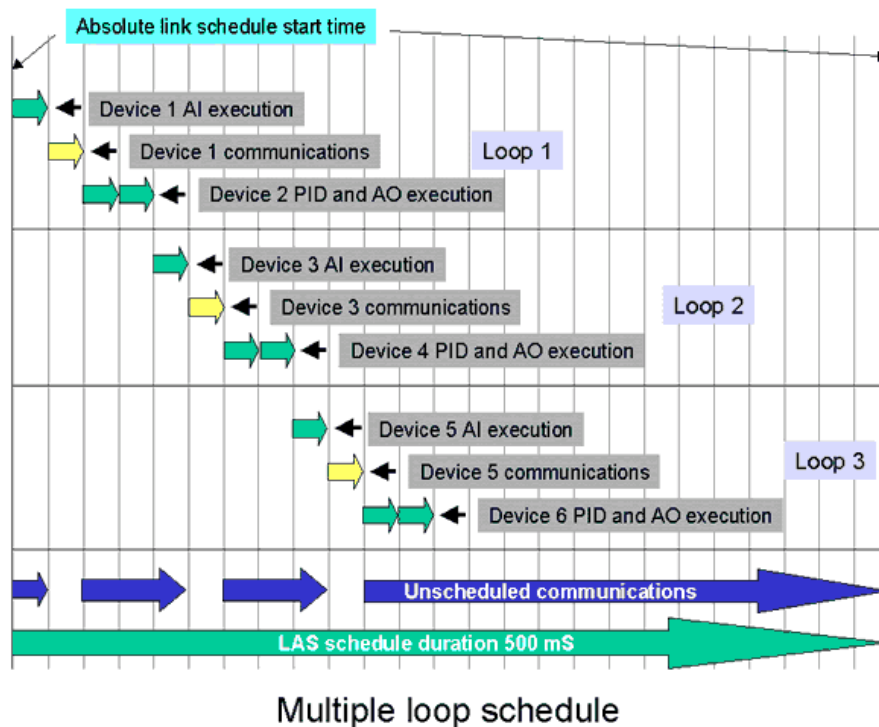 Absolute link schedule start time
Device 1 AI execution
Device 1 communications
Loop 1
Device 2 PID and AO execution
Device 3 AI execution
Device 3 communications
Loop 2
Device 4 PID and AO execution
Device 5 AI execution
Device 5 communications
Loop 3
Device 6 PID and AO execution
Unscheduled communications
LAS schedule duration 500 mS
Multiple loop schedule